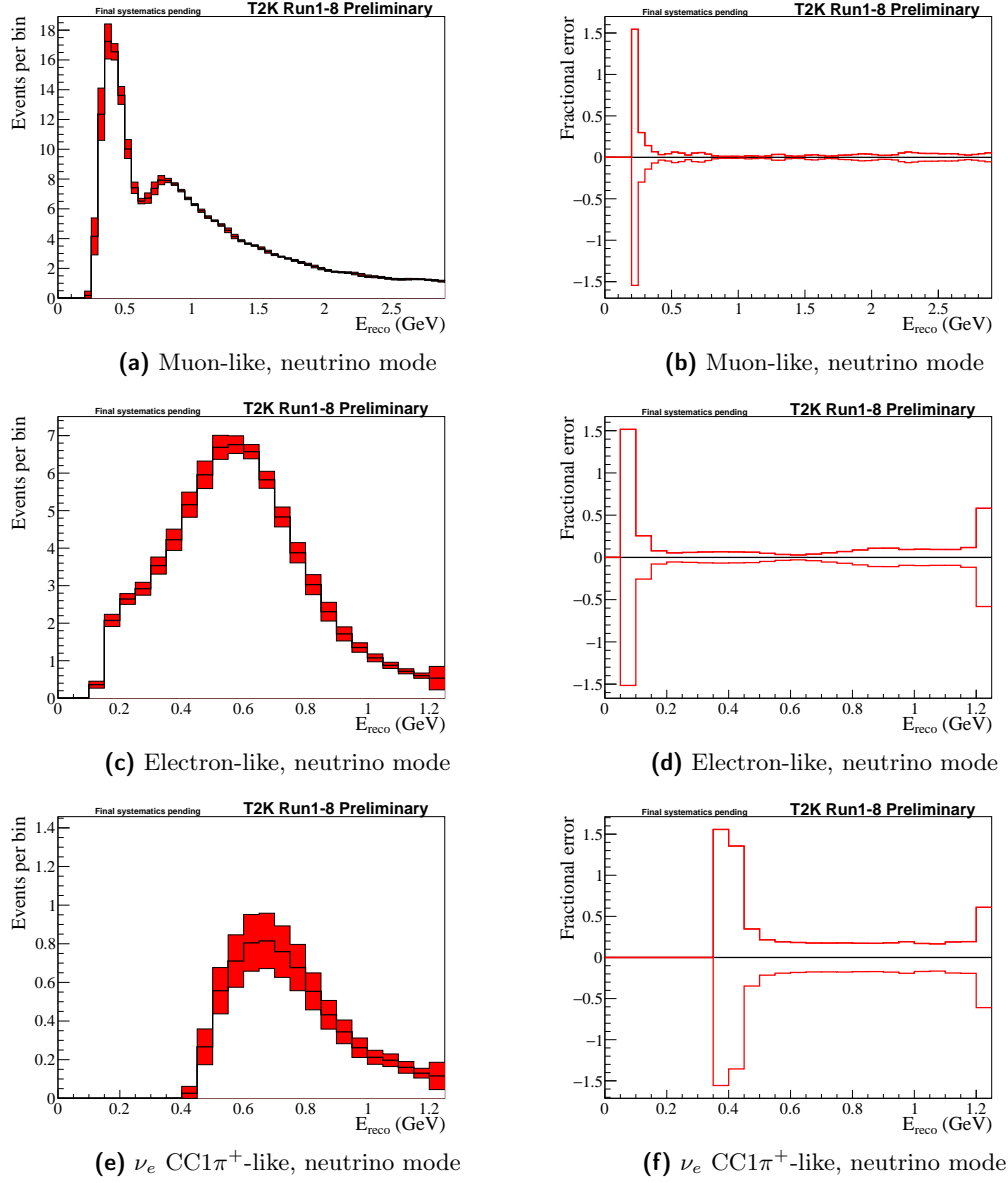 Final systematics pending T2K Run1-8 Preliminary
Events per bin
18
16
14
12
10
8
6
4
2
0
0 0.5 1 1.5 2 2.5
E_reco (GeV)
(a) Muon-like, neutrino mode
Final systematics pending T2K Run1-8 Preliminary
Fractional error
1.5
1
0.5
0
−0.5
−1
−1.5
0 0.5 1 1.5 2 2.5
E_reco (GeV)
(b) Muon-like, neutrino mode
Final systematics pending T2K Run1-8 Preliminary
Events per bin
7
6
5
4
3
2
1
0
0 0.2 0.4 0.6 0.8 1 1.2
E_reco (GeV)
(c) Electron-like, neutrino mode
Final systematics pending T2K Run1-8 Preliminary
Fractional error
1.5
1
0.5
0
−0.5
−1
−1.5
0 0.2 0.4 0.6 0.8 1 1.2
E_reco (GeV)
(d) Electron-like, neutrino mode
Final systematics pending T2K Run1-8 Preliminary
Events per bin
1.4
1.2
1
0.8
0.6
0.4
0.2
0
0 0.2 0.4 0.6 0.8 1 1.2
E_reco (GeV)
(e) ν_e CC1π⁺-like, neutrino mode
Final systematics pending T2K Run1-8 Preliminary
Fractional error
1.5
1
0.5
0
−0.5
−1
−1.5
0 0.2 0.4 0.6 0.8 1 1.2
E_reco (GeV)
(f) ν_e CC1π⁺-like, neutrino mode